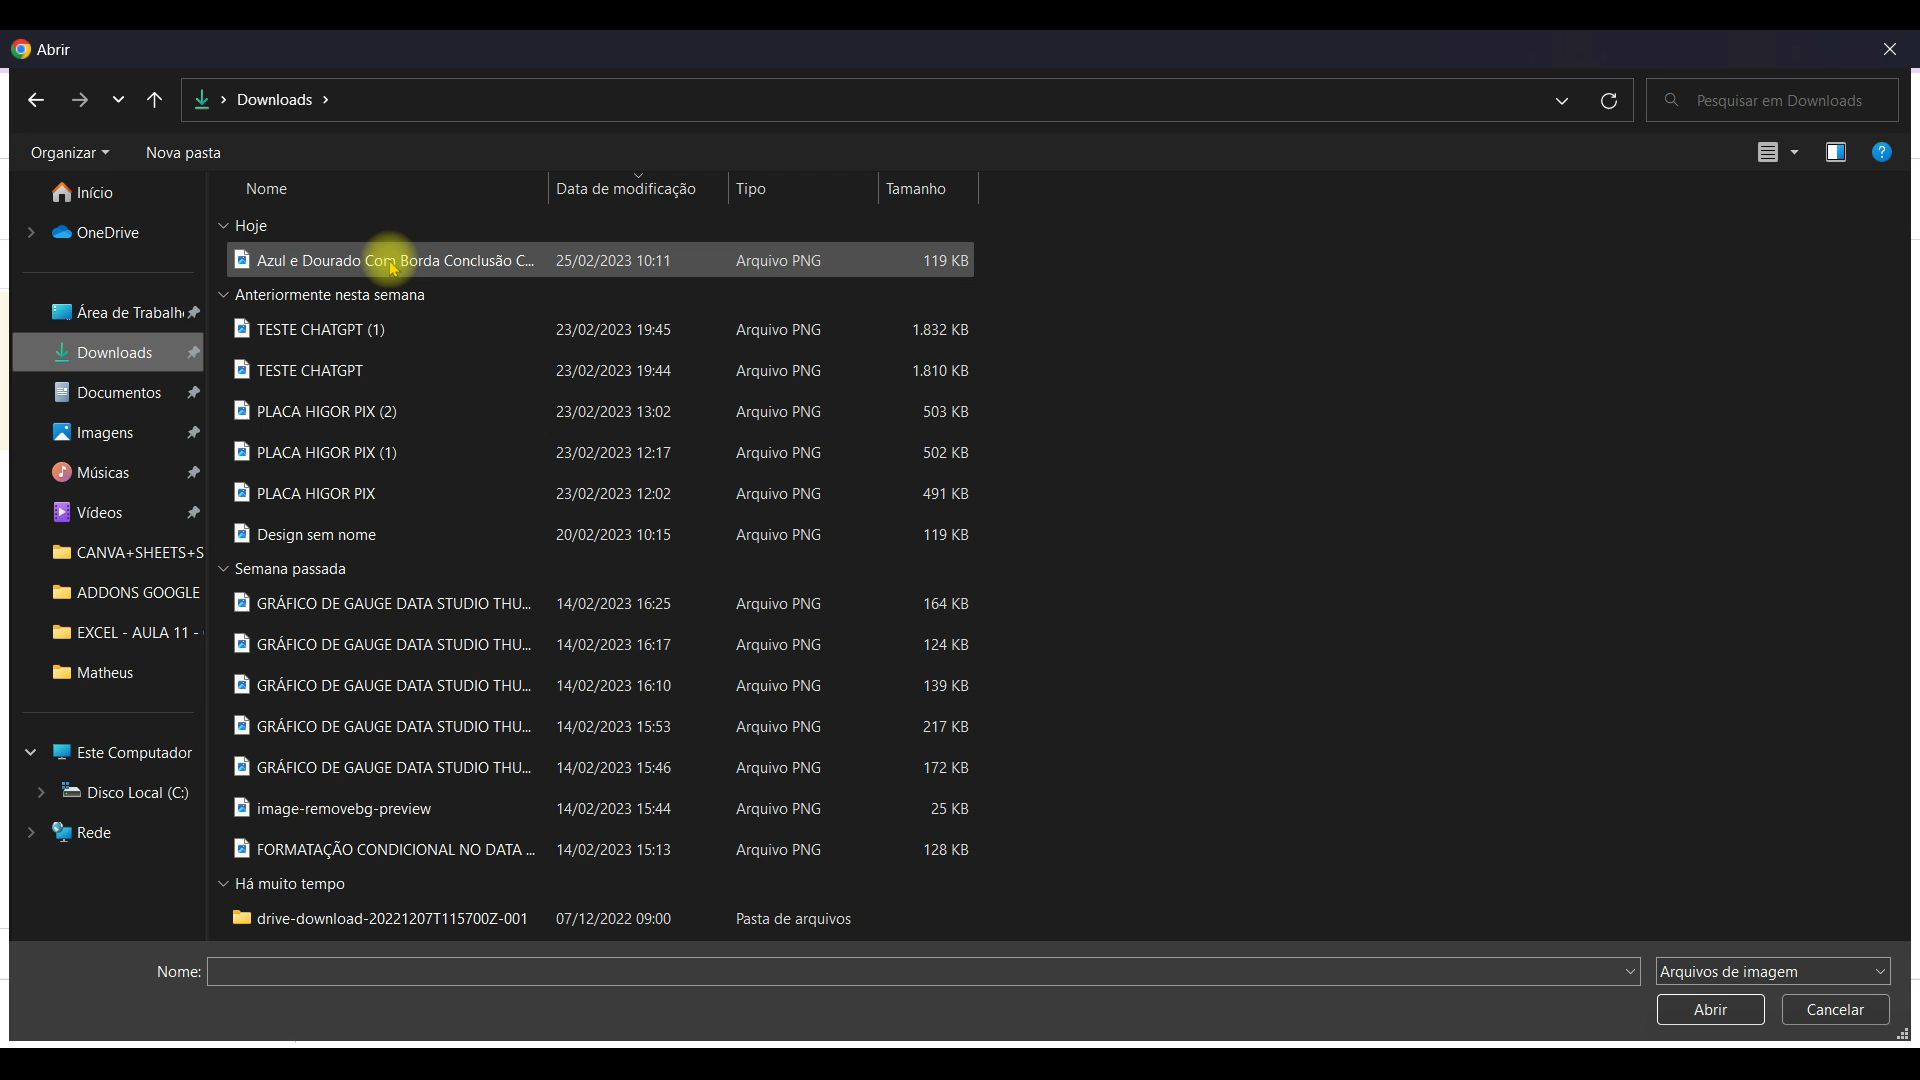 Abrir
Downloads
Pesquisar em Downloads
Organizar
Nova pasta
Início
OneDrive
Área de Trabalh
Downloads
Documentos
Imagens
Músicas
Vídeos
CANVA+SHEETS+S
ADDONS GOOGLE
EXCEL - AULA 11 -
Matheus
Este Computador
Disco Local (C:)
Rede
Nome Data de modificação Tipo Tamanho
Hoje
Azul e Dourado Com Borda Conclusão C... 25/02/2023 10:11 Arquivo PNG 119 KB
Anteriormente nesta semana
TESTE CHATGPT (1) 23/02/2023 19:45 Arquivo PNG 1.832 KB
TESTE CHATGPT 23/02/2023 19:44 Arquivo PNG 1.810 KB
PLACA HIGOR PIX (2) 23/02/2023 13:02 Arquivo PNG 503 KB
PLACA HIGOR PIX (1) 23/02/2023 12:17 Arquivo PNG 502 KB
PLACA HIGOR PIX 23/02/2023 12:02 Arquivo PNG 491 KB
Design sem nome 20/02/2023 10:15 Arquivo PNG 119 KB
Semana passada
GRÁFICO DE GAUGE DATA STUDIO THU... 14/02/2023 16:25 Arquivo PNG 164 KB
GRÁFICO DE GAUGE DATA STUDIO THU... 14/02/2023 16:17 Arquivo PNG 124 KB
GRÁFICO DE GAUGE DATA STUDIO THU... 14/02/2023 16:10 Arquivo PNG 139 KB
GRÁFICO DE GAUGE DATA STUDIO THU... 14/02/2023 15:53 Arquivo PNG 217 KB
GRÁFICO DE GAUGE DATA STUDIO THU... 14/02/2023 15:46 Arquivo PNG 172 KB
image-removebg-preview 14/02/2023 15:44 Arquivo PNG 25 KB
FORMATAÇÃO CONDICIONAL NO DATA ... 14/02/2023 15:13 Arquivo PNG 128 KB
Há muito tempo
drive-download-20221207T115700Z-001 07/12/2022 09:00 Pasta de arquivos
Nome:
Arquivos de imagem
Abrir
Cancelar